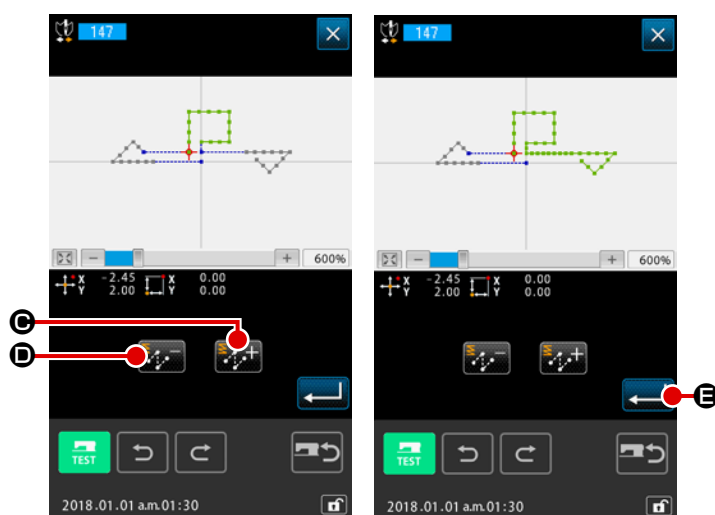 147
147
600%
600%
X -2.45 X 0.00
Y 2.00 Y 0.00
X -2.45 X 0.00
Y 2.00 Y 0.00
C
D
E
TEST
TEST
2018.01.01 a.m.01:30
2018.01.01 a.m.01:30